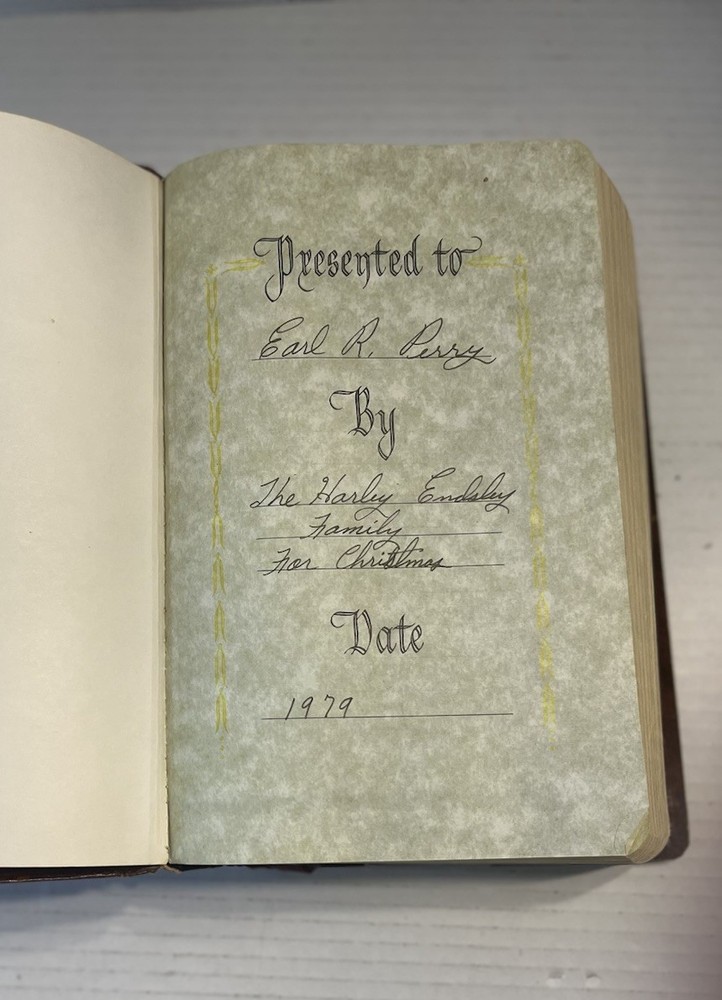 Presented to
Earl R. Perry
By
The Harley Endsley
Family
For Christmas
Date
1979